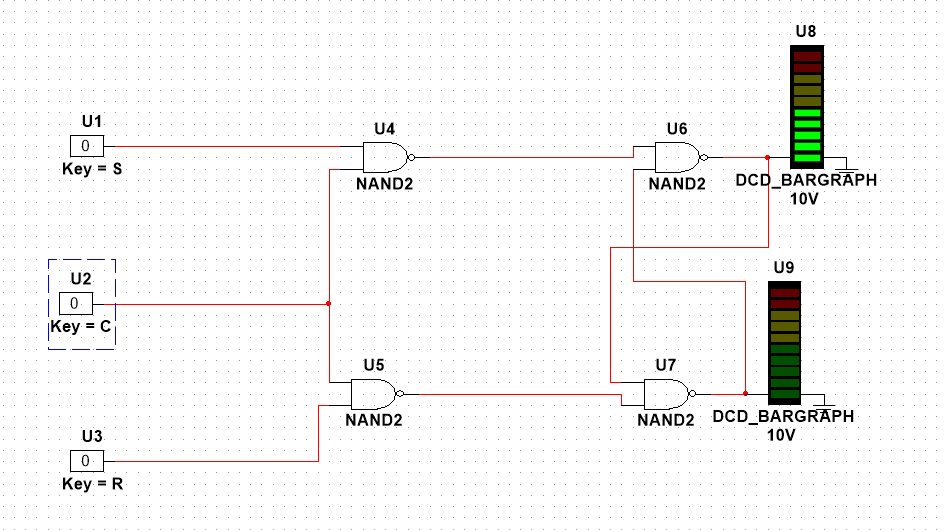 U8
U1
0
Key = S
U4
NAND2
U6
NAND2
DCD_BARGRAPH
10V
U2
0
Key = C
U9
U5
NAND2
U7
NAND2
DCD_BARGRAPH
10V
U3
0
Key = R